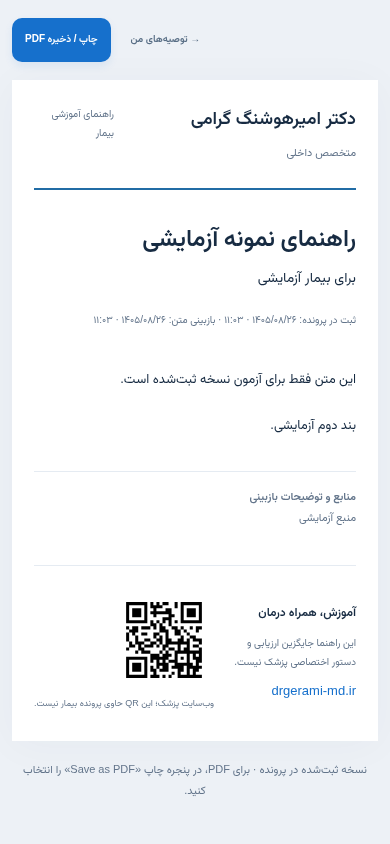 چاپ / ذخیره PDF
→ توصیه‌های من
دکتر امیرهوشنگ گرامی
متخصص داخلی
راهنمای آموزشی
بیمار
راهنمای نمونه آزمایشی
برای بیمار آزمایشی
ثبت در پرونده: ۱۴۰۵/۰۸/۲۶ · ۱۱:۰۳ · بازبینی متن: ۱۴۰۵/۰۸/۲۶ · ۱۱:۰۳
این متن فقط برای آزمون نسخه ثبت‌شده است.
بند دوم آزمایشی.
منابع و توضیحات بازبینی
منبع آزمایشی
آموزش، همراه درمان
این راهنما جایگزین ارزیابی و
دستور اختصاصی پزشک نیست.
drgerami-md.ir
وب‌سایت پزشک؛ این QR حاوی پرونده بیمار نیست.
نسخه ثبت‌شده در پرونده · برای PDF، در پنجره چاپ «Save as PDF» را انتخاب
کنید.